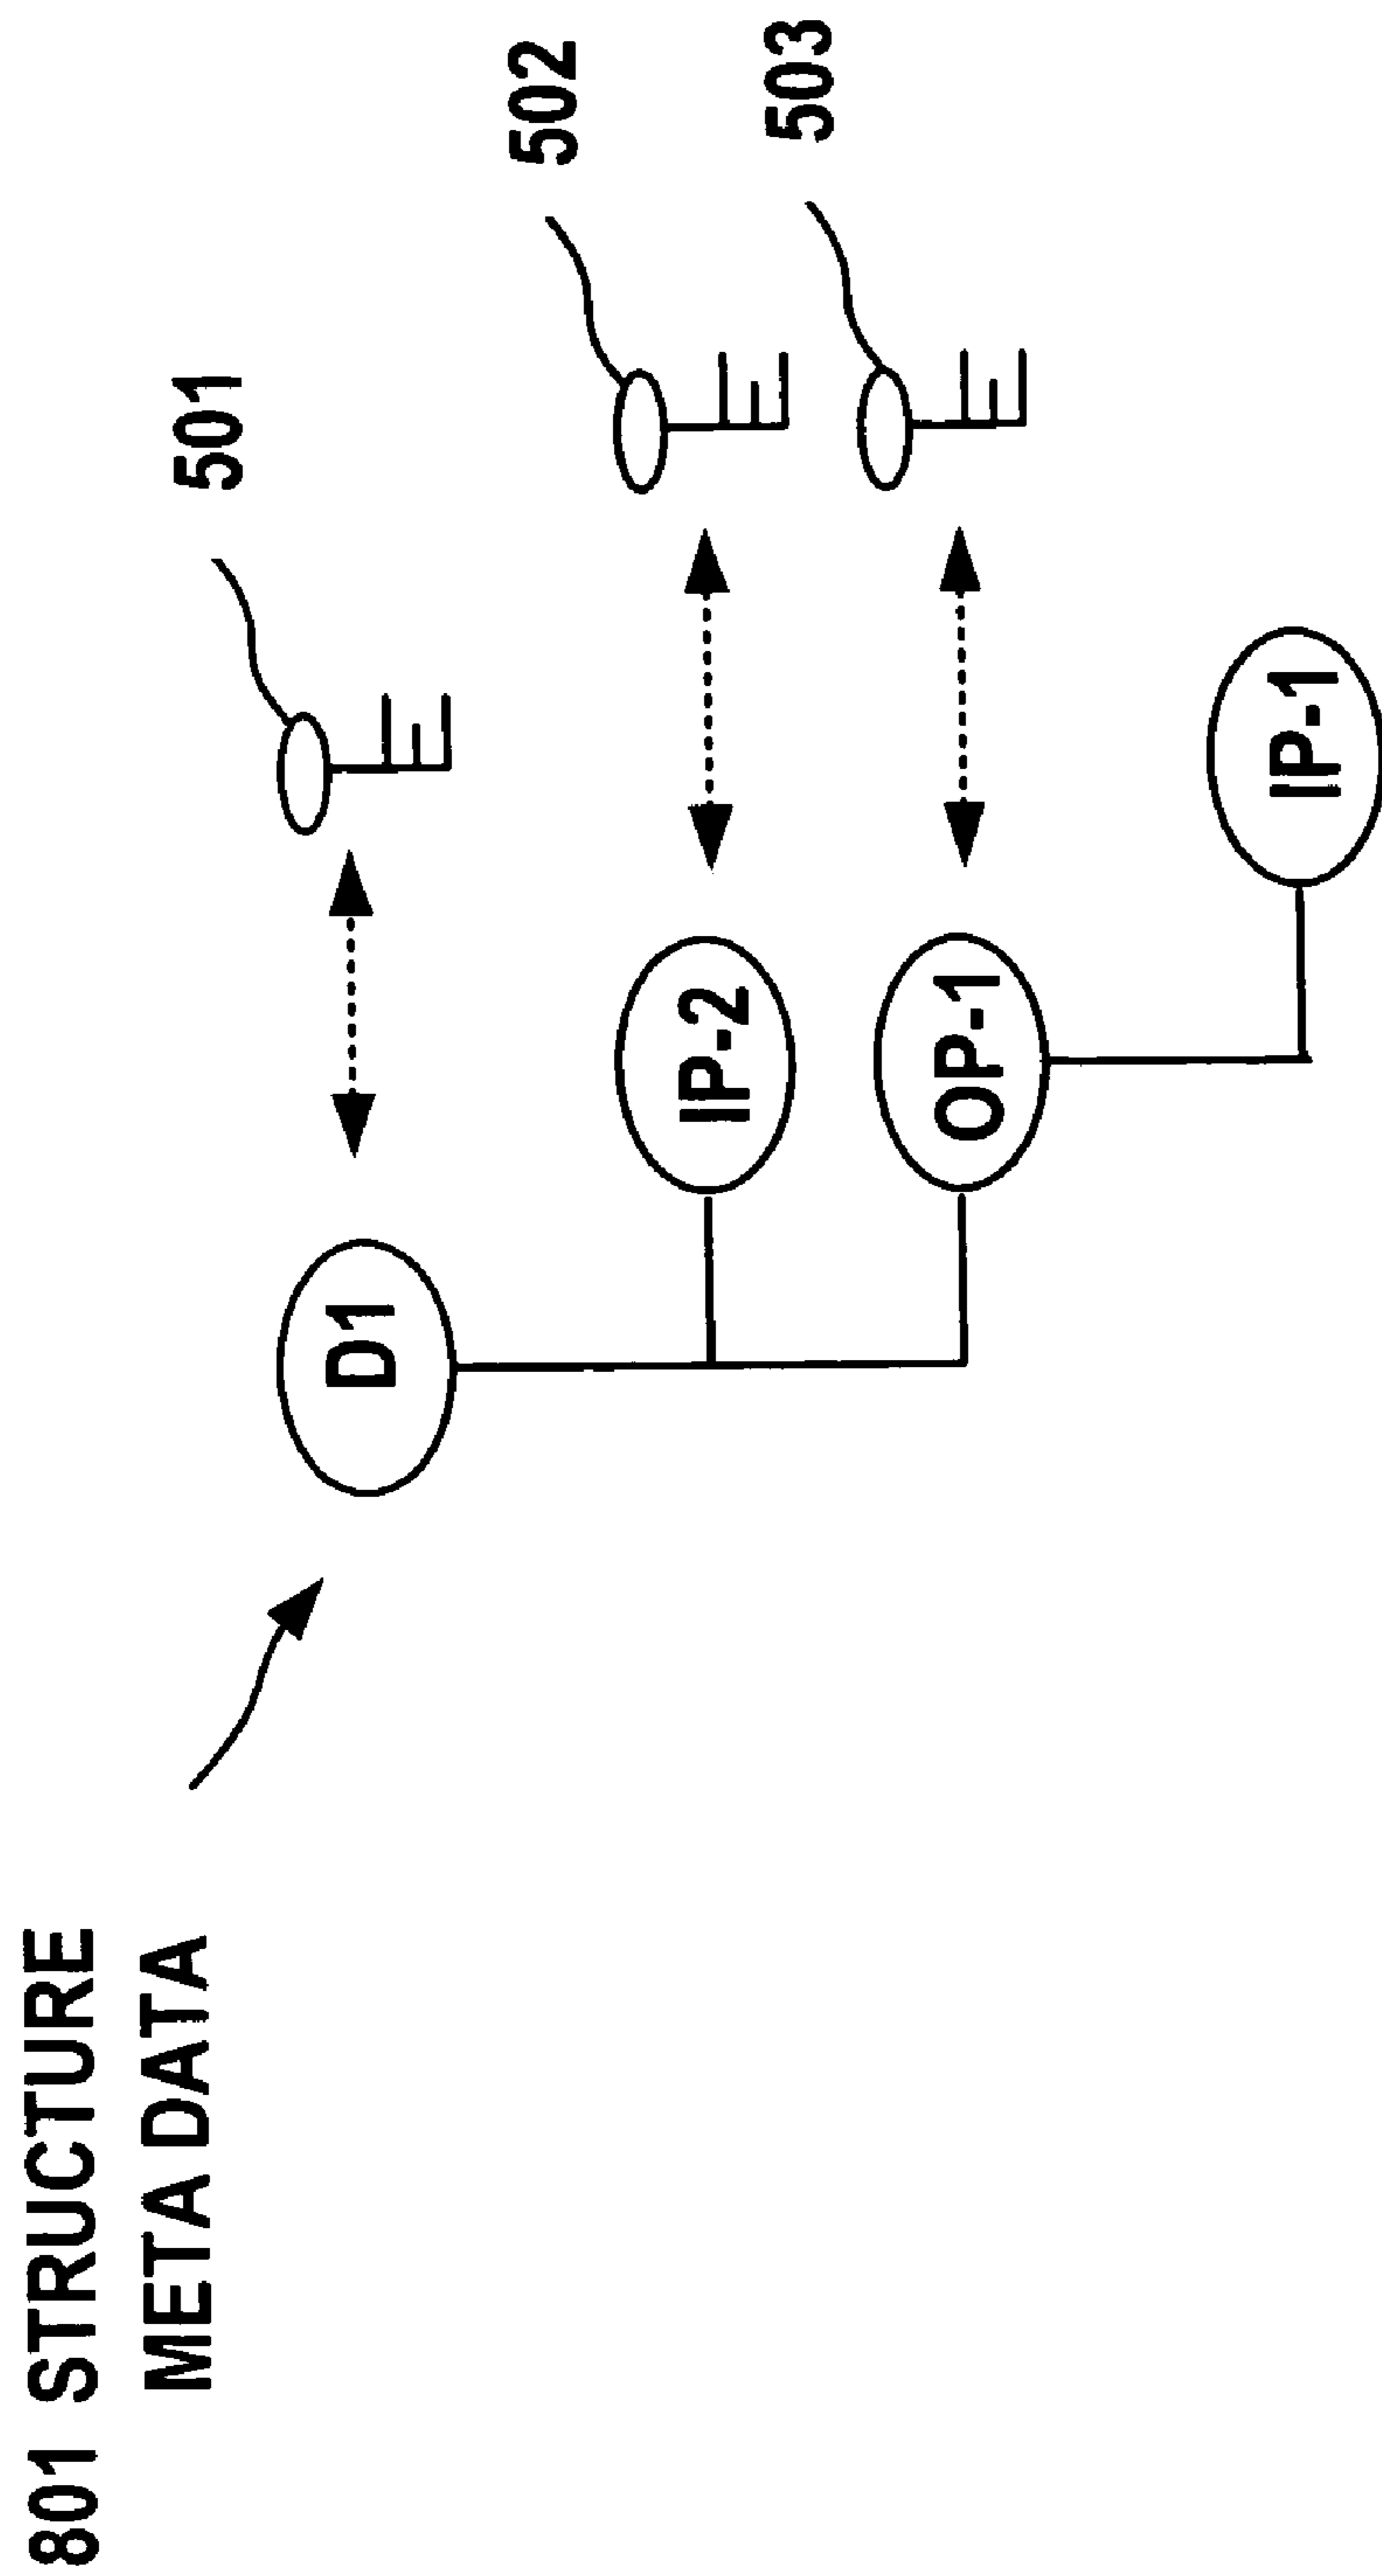 801 STRUCTURE
META DATA
501
502
503
D1
IP-2
OP-1
IP-1